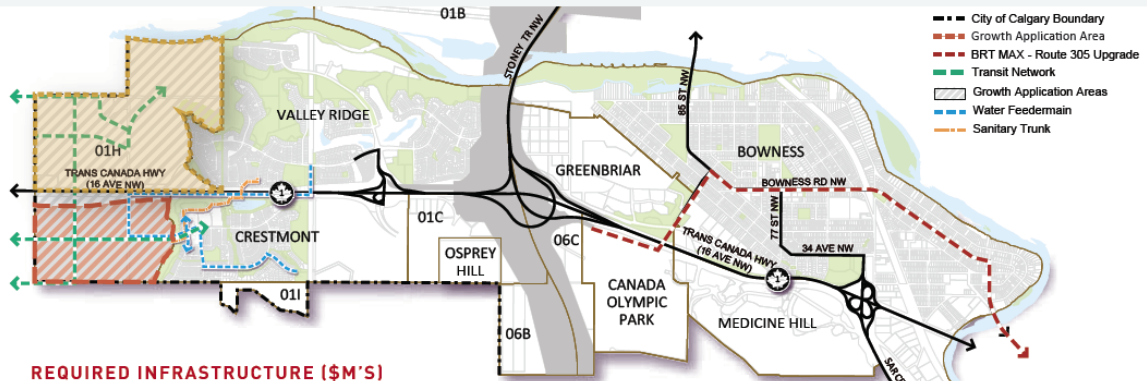 01B
STONEY TR NW
85 ST NW
VALLEY RIDGE
01H
TRANS CANADA HWY
(16 AVE NW)
1
GREENBRIAR
BOWNESS
BOWNESS RD NW
77 ST NW
34 AVE NW
CRESTMONT
01C
06C
OSPREY
HILL
TRANS CANADA HWY
(16 AVE NW)
1
CANADA
OLYMPIC
PARK
01I
06B
MEDICINE HILL
City of Calgary Boundary
Growth Application Area
BRT MAX - Route 305 Upgrade
Transit Network
Growth Application Areas
Water Feedermain
Sanitary Trunk
REQUIRED INFRASTRUCTURE ($M'S)